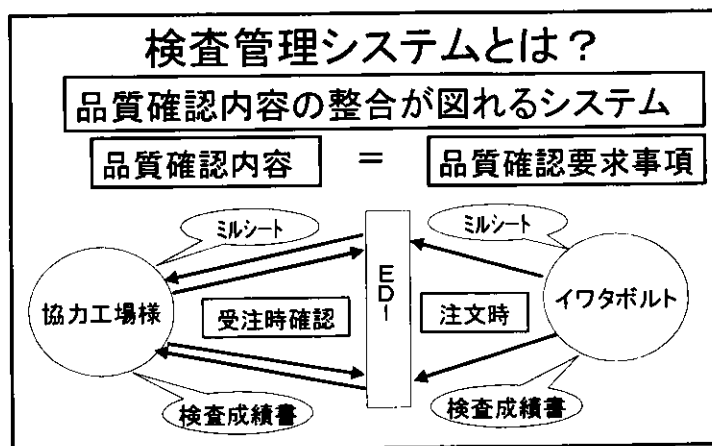 検査管理システムとは？
品質確認内容の整合が図れるシステム
品質確認内容 = 品質確認要求事項
ミルシート ミルシート
協力工場様 受注時確認 EDI 注文時 イワタボルト
検査成績書 検査成績書